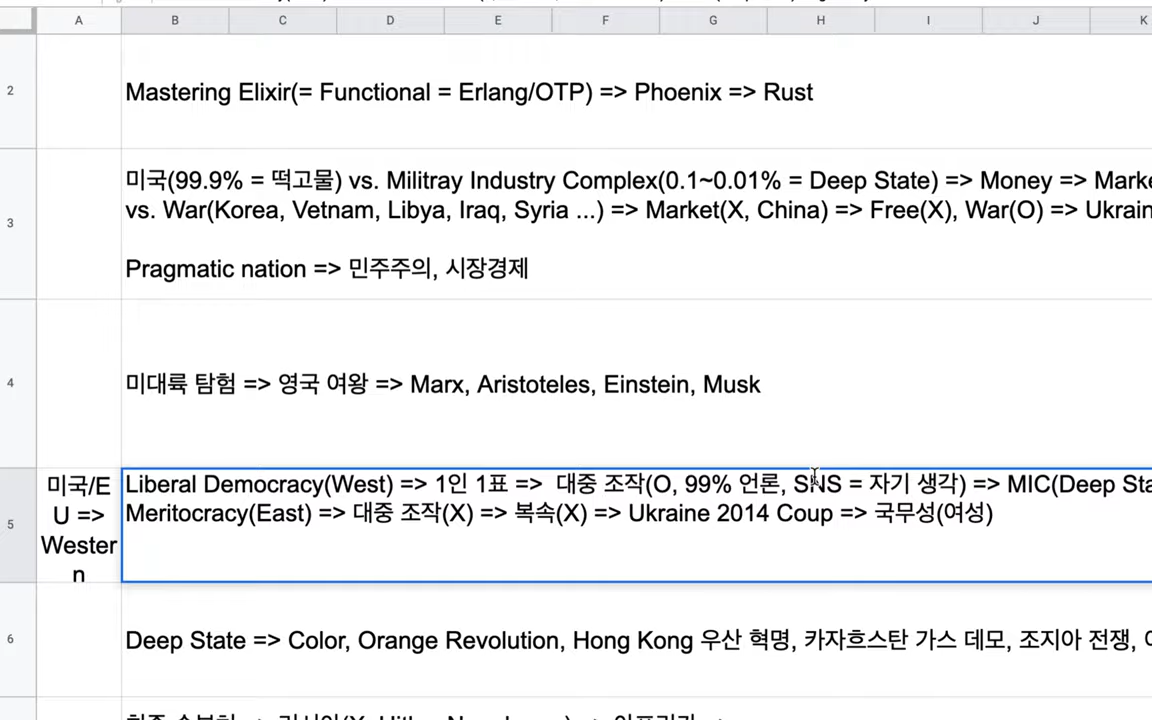 A B C D E F G H I J K
2
Mastering Elixir(= Functional = Erlang/OTP) => Phoenix => Rust
3
미국(99.9% = 떡고물) vs. Militray Industry Complex(0.1~0.01% = Deep State) => Money => Marke
vs. War(Korea, Vetnam, Libya, Iraq, Syria ...) => Market(X, China) => Free(X), War(O) => Ukrain
Pragmatic nation => 민주주의, 시장경제
4
미대륙 탐험 => 영국 여왕 => Marx, Aristoteles, Einstein, Musk
5
미국/E
U =>
Wester
n
Liberal Democracy(West) => 1인 1표 => 대중 조작(O, 99% 언론, SNS = 자기 생각) => MIC(Deep Sta
Meritocracy(East) => 대중 조작(X) => 복속(X) => Ukraine 2014 Coup => 국무성(여성)
6
Deep State => Color, Orange Revolution, Hong Kong 우산 혁명, 카자흐스탄 가스 데모, 조지아 전쟁,